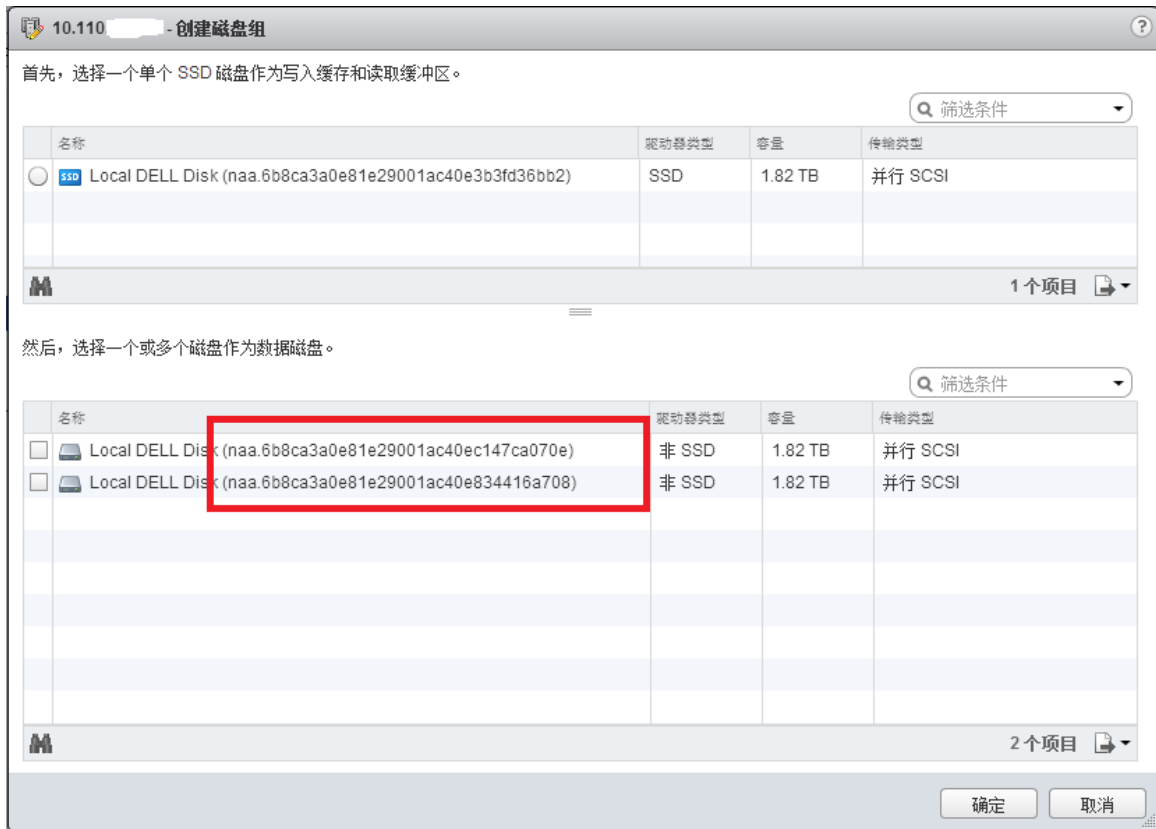 10.110 - 创建磁盘组
首先，选择一个单个 SSD 磁盘作为写入缓存和读取缓冲区。
筛选条件
名称 驱动器类型 容量 传输类型
SSD Local DELL Disk (naa.6b8ca3a0e81e29001ac40e3b3fd36bb2) SSD 1.82 TB 并行 SCSI
1 个项目
然后，选择一个或多个磁盘作为数据磁盘。
筛选条件
名称 驱动器类型 容量 传输类型
Local DELL Disk (naa.6b8ca3a0e81e29001ac40ec147ca070e) 非 SSD 1.82 TB 并行 SCSI
Local DELL Disk (naa.6b8ca3a0e81e29001ac40e834416a708) 非 SSD 1.82 TB 并行 SCSI
2 个项目
确定 取消